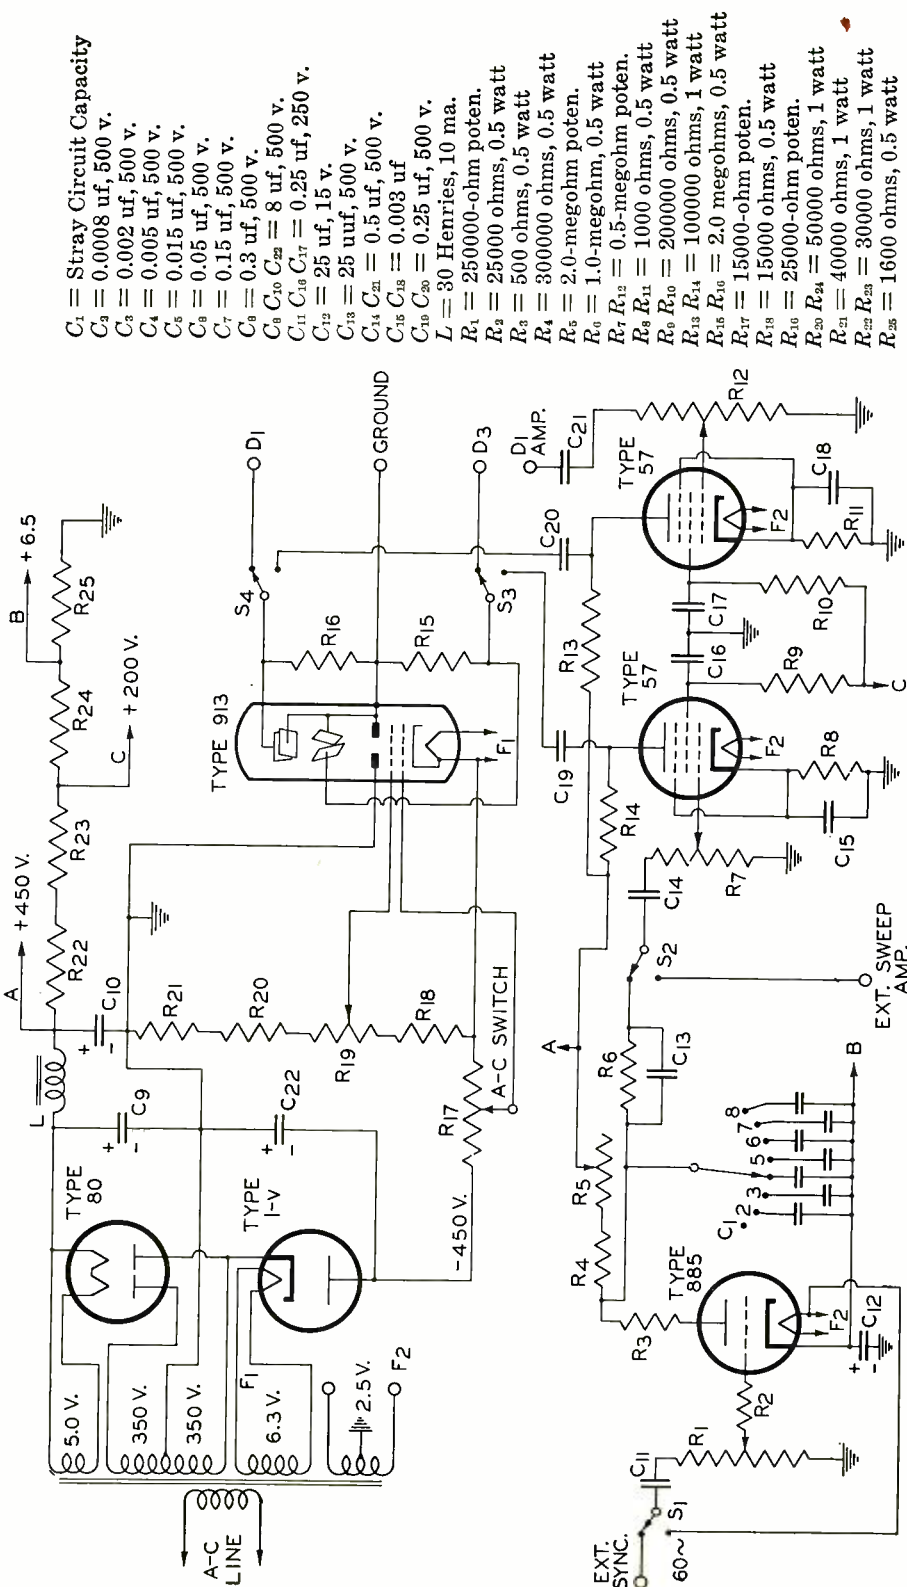 A-C
LINE
5.0 V.
350 V.
350 V.
F1
6.3 V.
2.5 V.
F2
TYPE
80
TYPE
1-V
L
A
+450 V.
C9
C10
C22
R22
R23
R24
R25
B
+6.5
C
+200 V.
R21
R20
R19
R18
R17
-450 V.
A-C SWITCH
TYPE 913
F1
R16
R15
S4
S3
D1
GROUND
D3
EXT.
SYNC.
60~
S1
C11
R1
R2
R3
R4
R5
A
R6
C13
TYPE
885
F2
C12
C1
2
3
5
6
7
8
B
S2
EXT. SWEEP
AMP.
C14
R7
R14
R13
C19
C20
TYPE
57
F2
C15
R8
R9
C16
C17
R10
C
TYPE
57
F2
R11
C18
D1
AMP.
C21
R12
C₁ = Stray Circuit Capacity
C₂ = 0.0008 uf, 500 v.
C₃ = 0.002 uf, 500 v.
C₄ = 0.005 uf, 500 v.
C₅ = 0.015 uf, 500 v.
C₆ = 0.05 uf, 500 v.
C₇ = 0.15 uf, 500 v.
C₈ = 0.3 uf, 500 v.
C₉ C₁₀ C₂₂ = 8 uf, 500 v.
C₁₁ C₁₆ C₁₇ = 0.25 uf, 250 v.
C₁₂ = 25 uf, 15 v.
C₁₃ = 25 uuf, 500 v.
C₁₄ C₂₁ = 0.5 uf, 500 v.
C₁₅ C₁₈ = 0.003 uf
C₁₉ C₂₀ = 0.25 uf, 500 v.
L = 30 Henries, 10 ma.
R₁ = 250000-ohm poten.
R₂ = 25000 ohms, 0.5 watt
R₃ = 500 ohms, 0.5 watt
R₄ = 300000 ohms, 0.5 watt
R₅ = 2.0-megohm poten.
R₆ = 1.0-megohm, 0.5 watt
R₇ R₁₂ = 0.5-megohm poten.
R₈ R₁₁ = 1000 ohms, 0.5 watt
R₉ R₁₀ = 200000 ohms, 0.5 watt
R₁₃ R₁₄ = 100000 ohms, 1 watt
R₁₅ R₁₆ = 2.0 megohms, 0.5 watt
R₁₇ = 15000-ohm poten.
R₁₈ = 15000 ohms, 0.5 watt
R₁₆ = 25000-ohm poten.
R₂₀ R₂₄ = 50000 ohms, 1 watt
R₂₁ = 40000 ohms, 1 watt
R₂₂ R₂₃ = 30000 ohms, 1 watt
R₂₅ = 1600 ohms, 0.5 watt